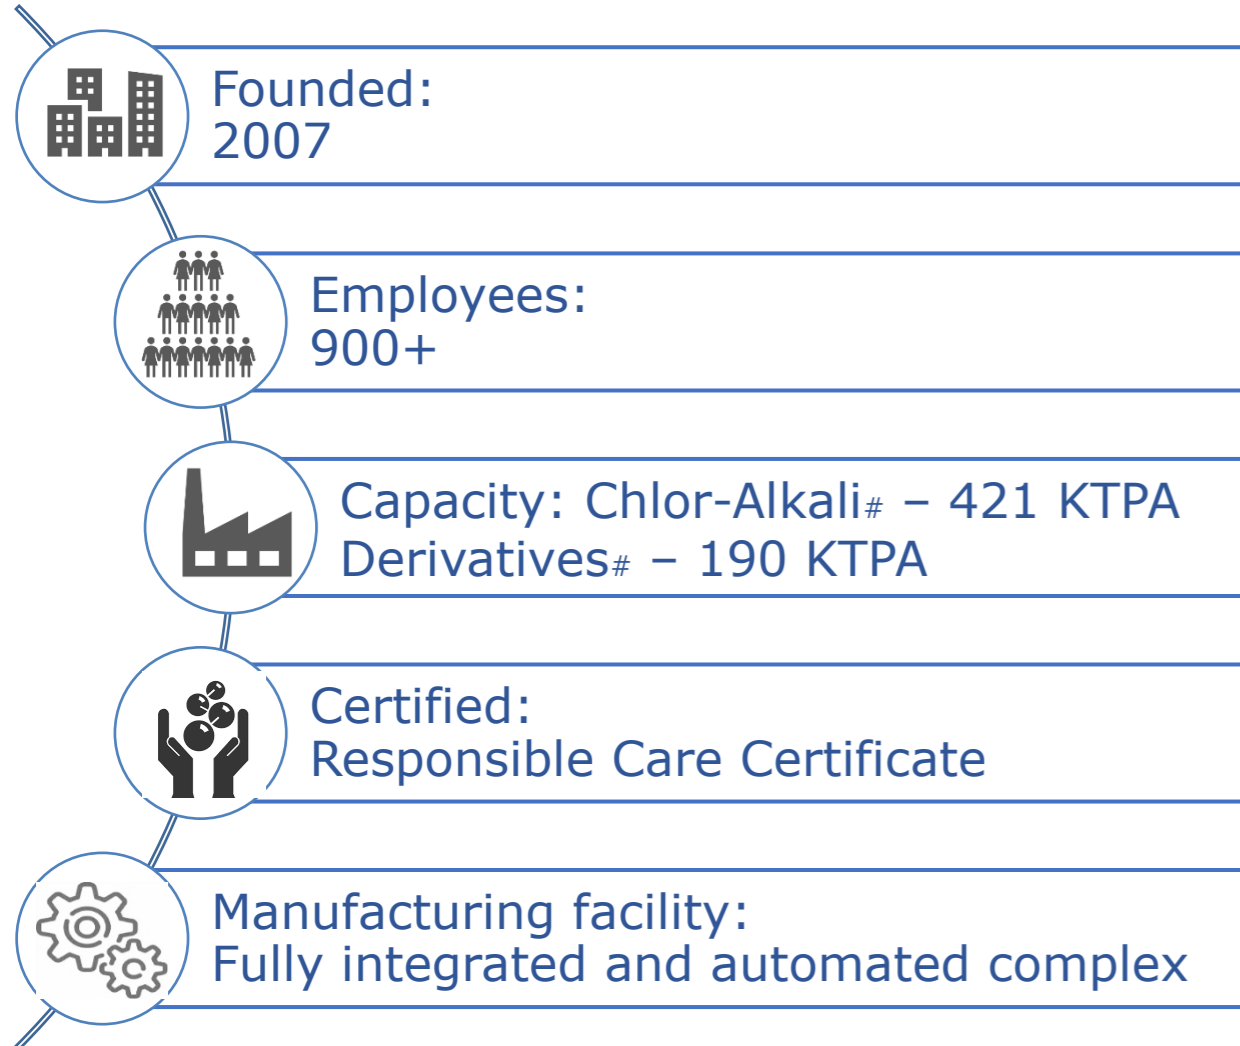 Founded:
2007
Employees:
900+
Capacity: Chlor-Alkali# – 421 KTPA
Derivatives# – 190 KTPA
Certified:
Responsible Care Certificate
Manufacturing facility:
Fully integrated and automated complex